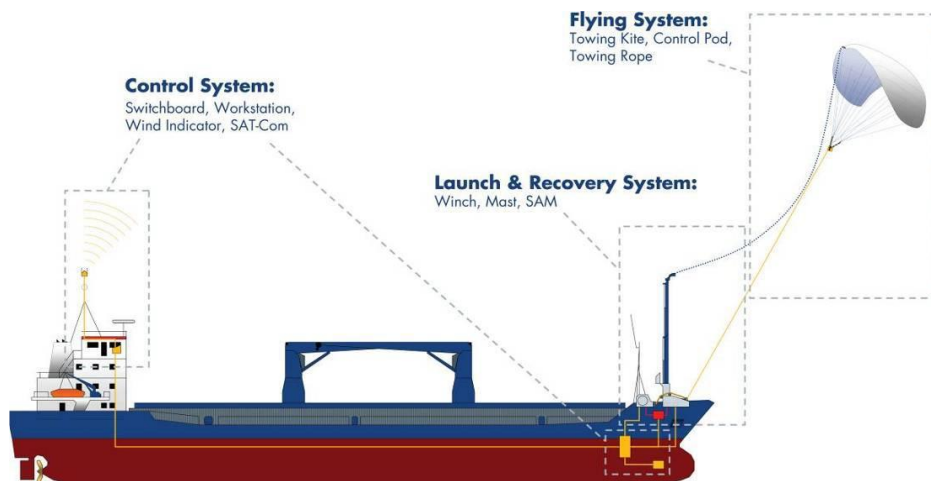 Flying System:
Towing Kite, Control Pod,
Towing Rope
Control System:
Switchboard, Workstation,
Wind Indicator, SAT-Com
Launch & Recovery System:
Winch, Mast, SAM